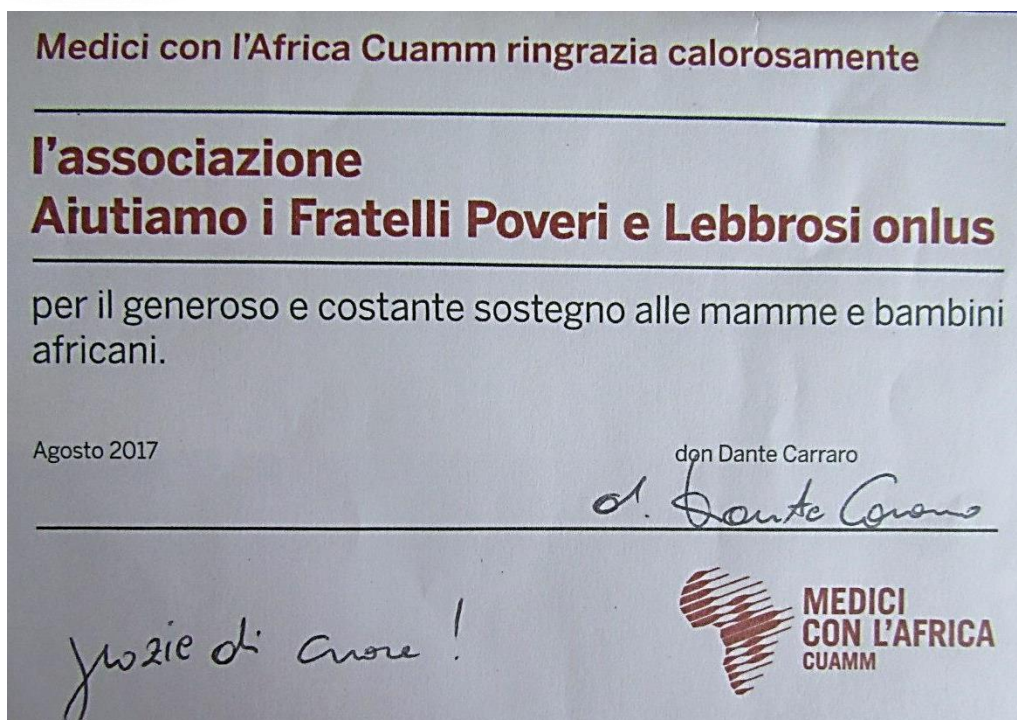 Medici con l'Africa Cuamm ringrazia calorosamente
l'associazione
Aiutiamo i Fratelli Poveri e Lebbrosi onlus
per il generoso e costante sostegno alle mamme e bambini
africani.
Agosto 2017
don Dante Carraro
d. Dante Carraro
grazie di cuore!
MEDICI
CON L'AFRICA
CUAMM